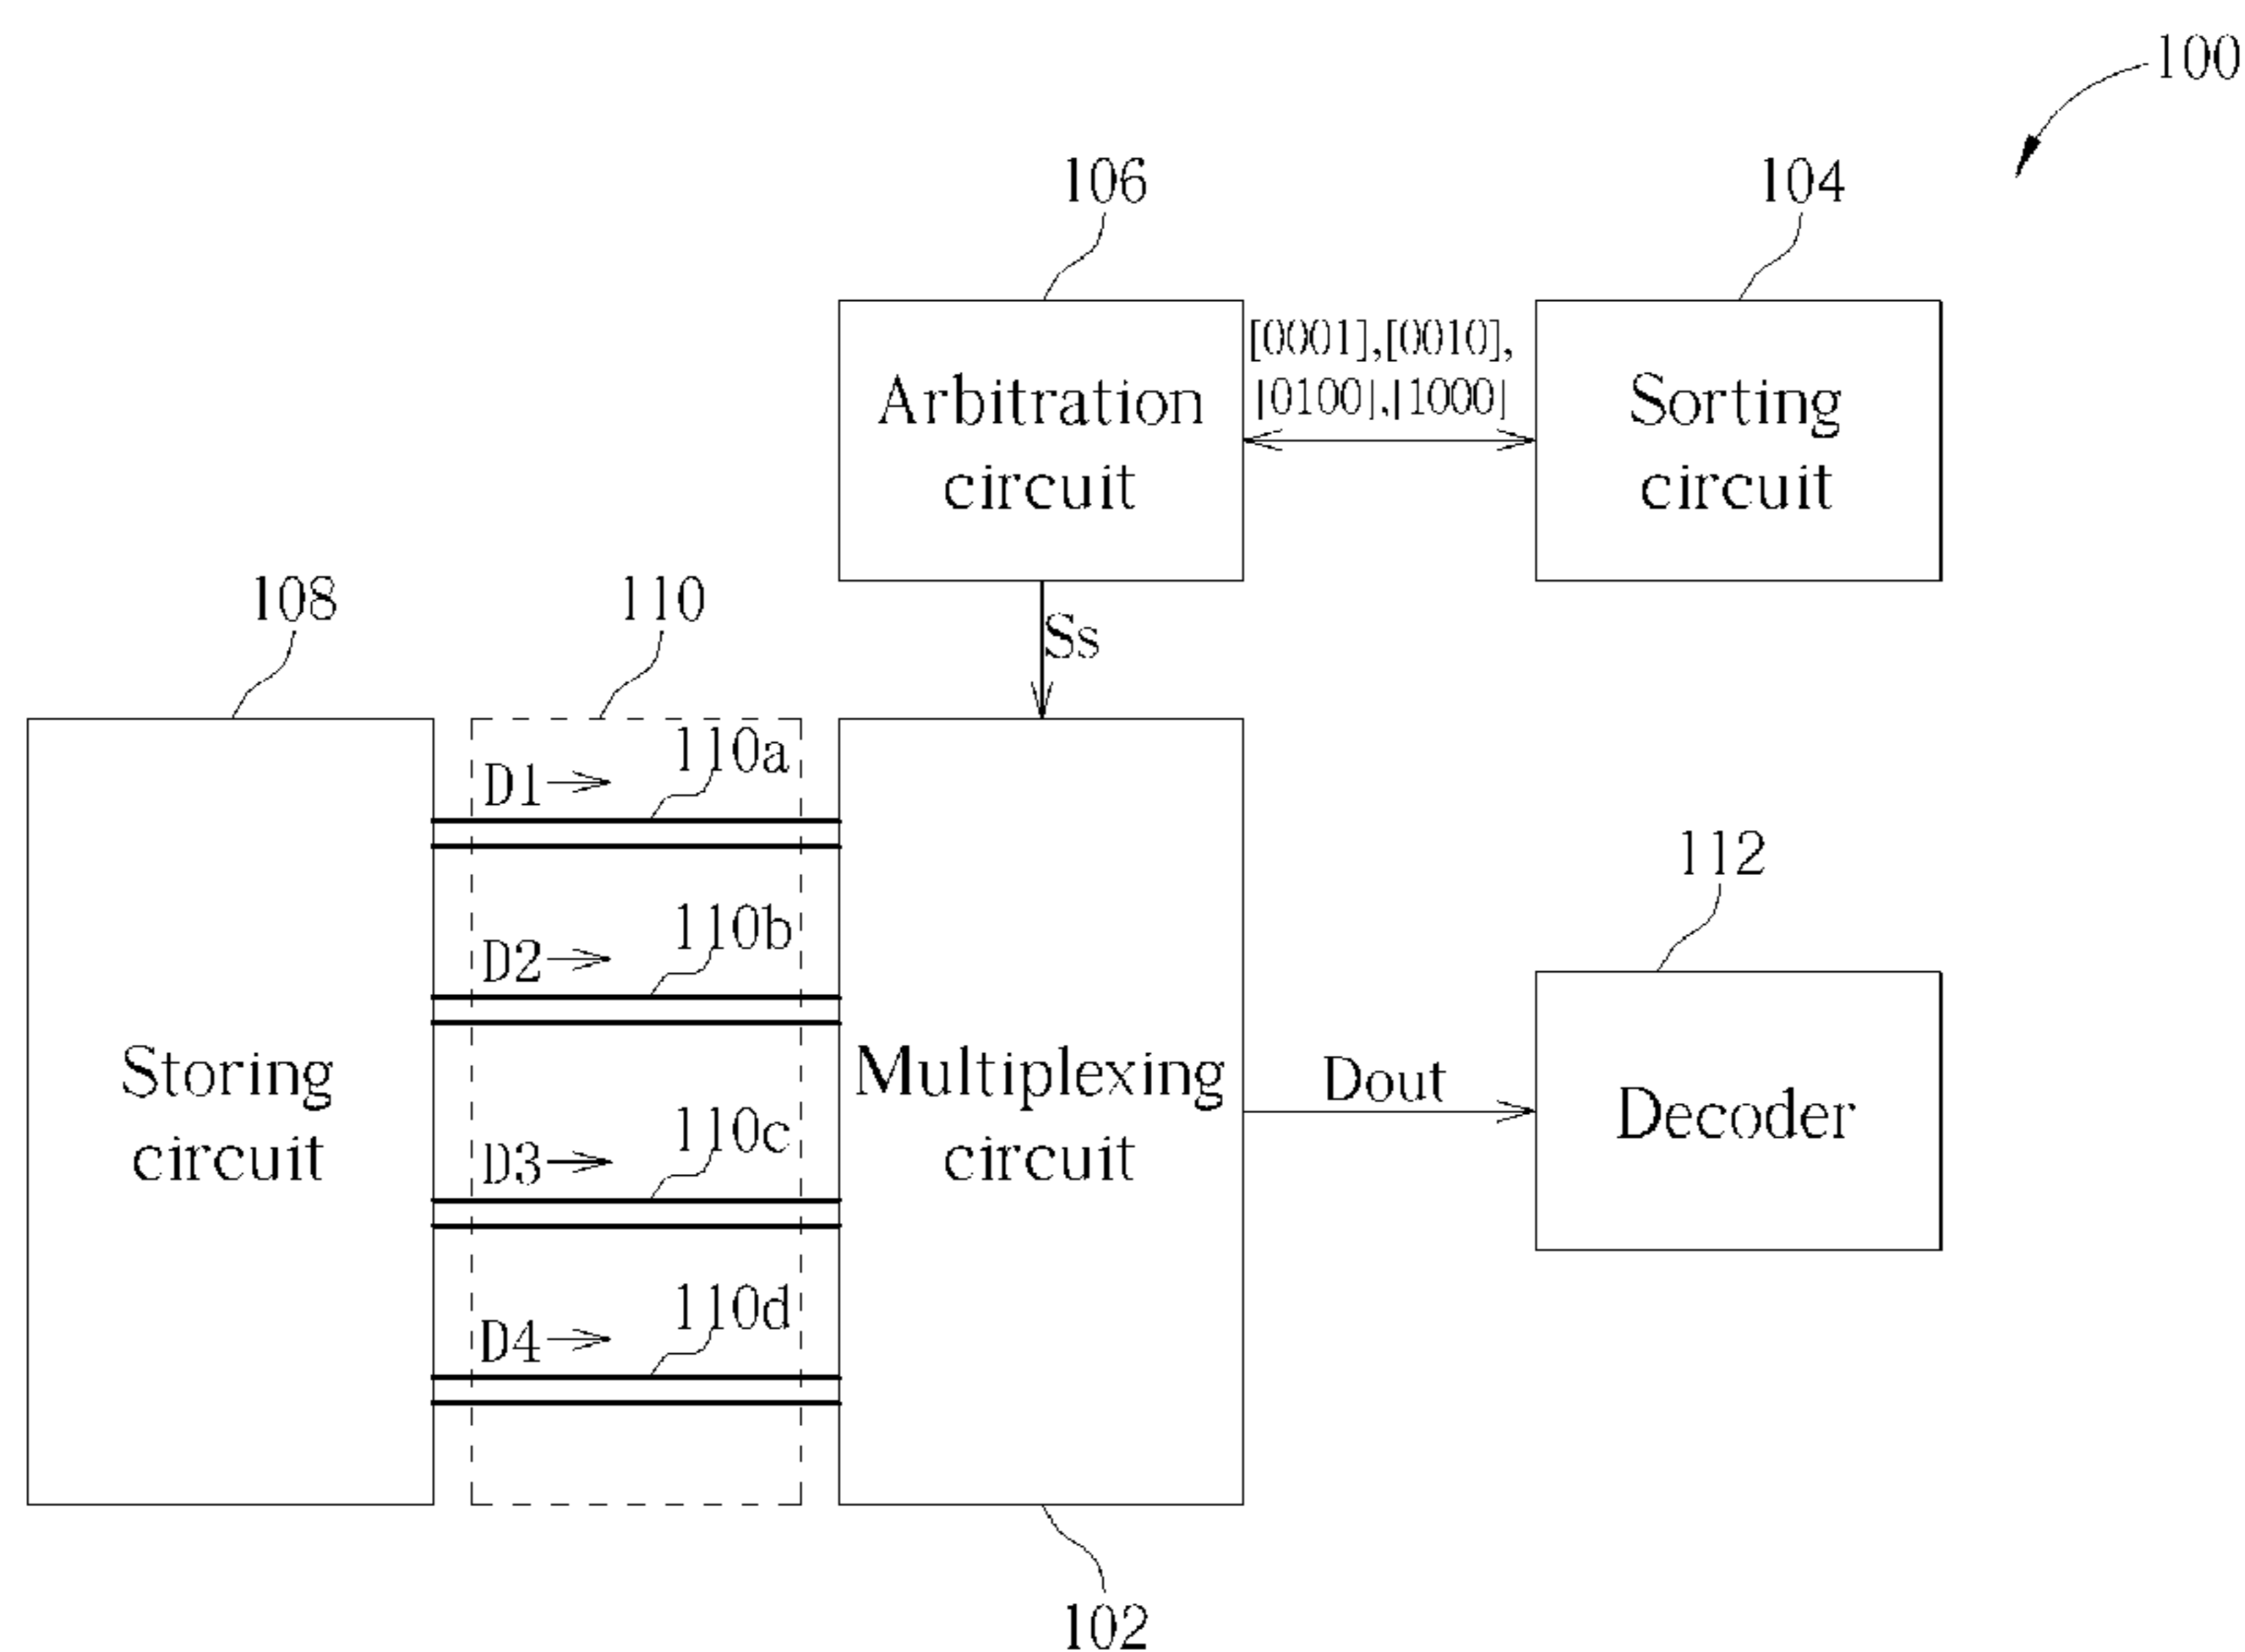 100
106
104
[0001],[0010],
[0100],[1000]
Arbitration
circuit
Sorting
circuit
108
110
Ss
D1
110a
112
D2
110b
Storing
circuit
Multiplexing
circuit
Dout
Decoder
D3
110c
D4
110d
102